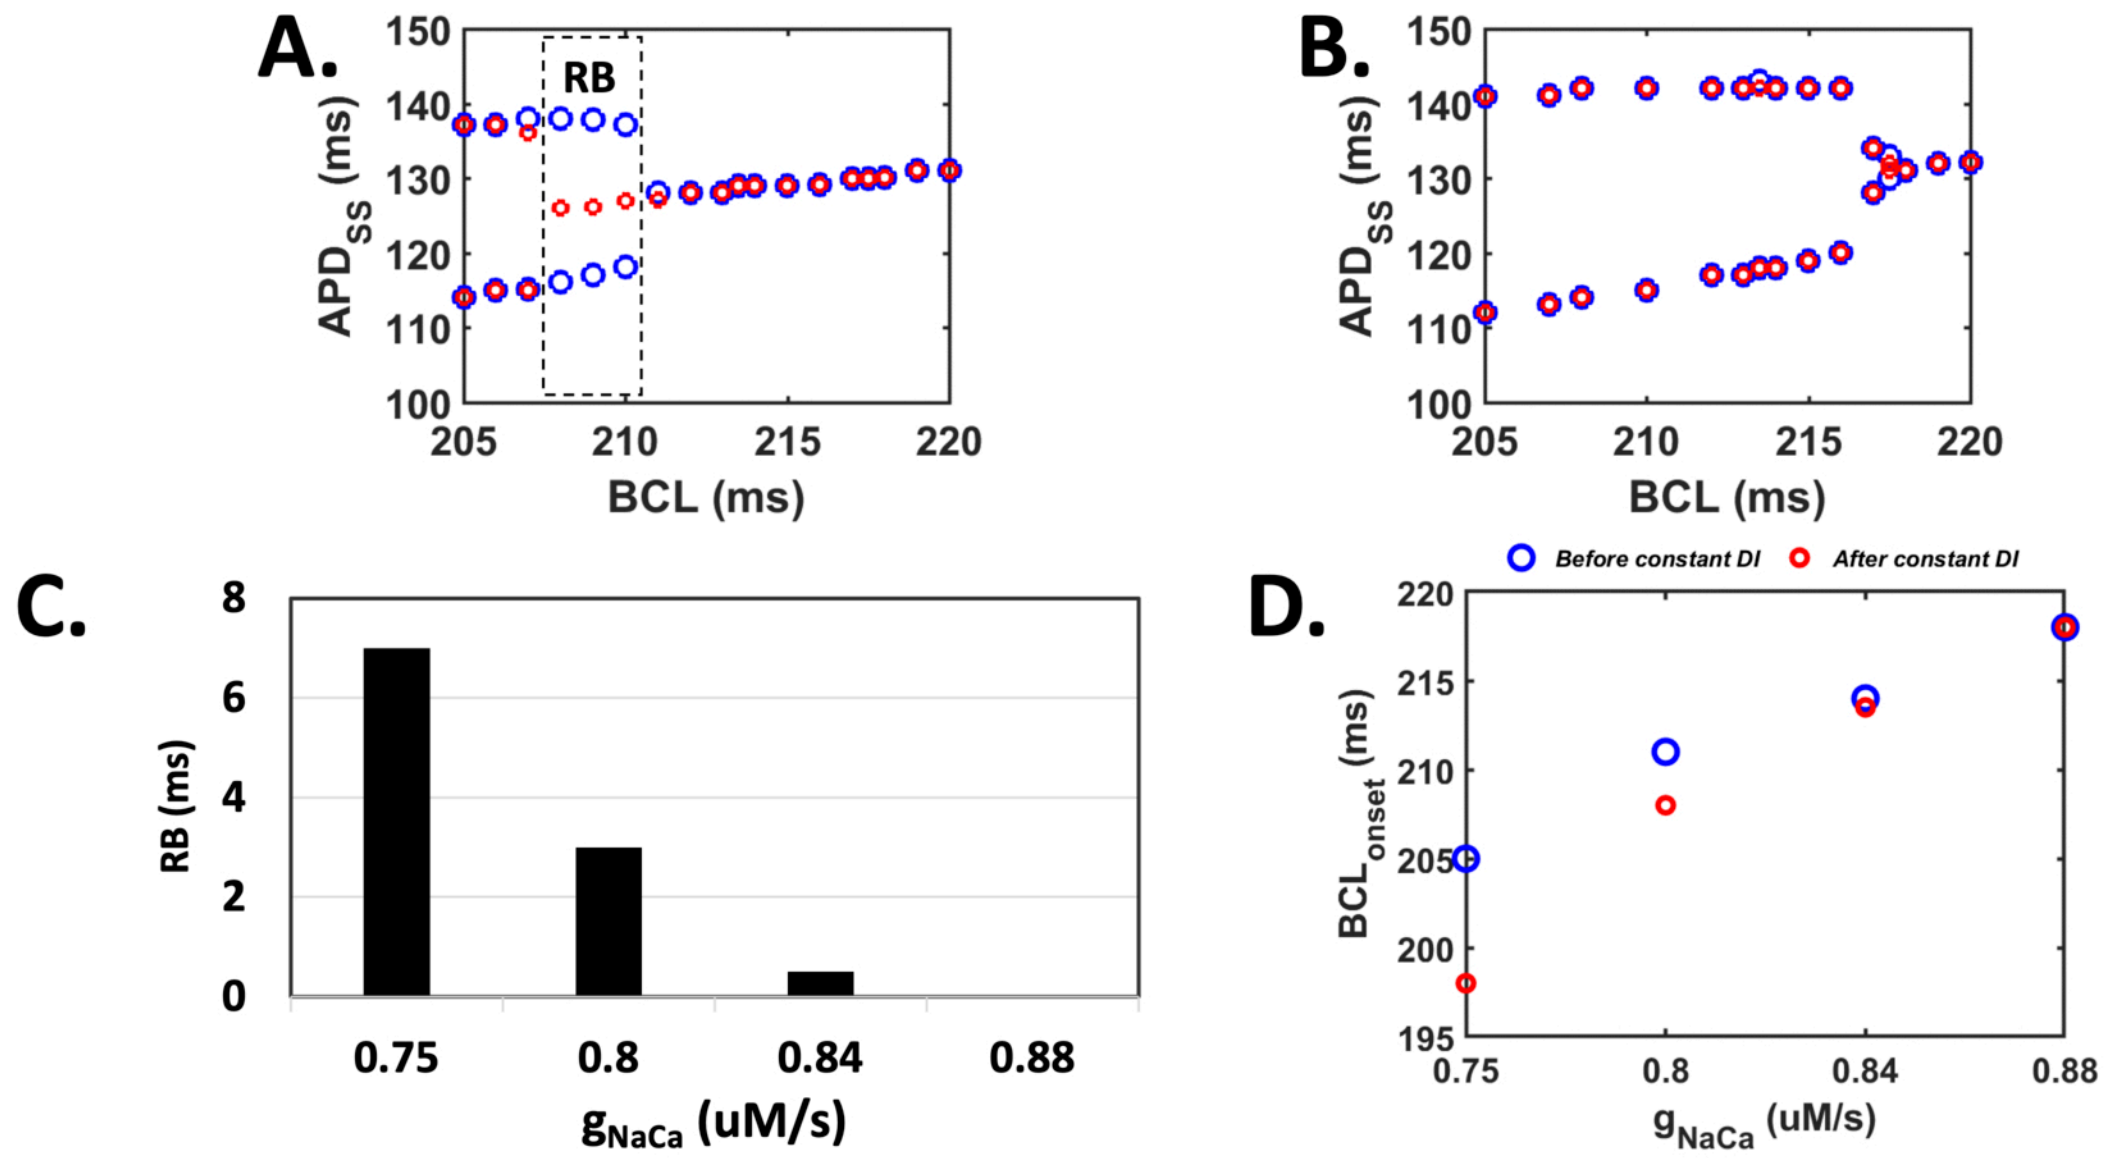 A.
150
140
130
120
110
100
APDSS (ms)
RB
205 210 215 220
BCL (ms)
B.
150
140
130
120
110
100
APDSS (ms)
205 210 215 220
BCL (ms)
C.
8
6
4
2
0
RB (ms)
0.75 0.8 0.84 0.88
gNaCa (uM/s)
Before constant DI After constant DI
D.
220
215
210
205
200
195
BCLonset (ms)
0.75 0.8 0.84 0.88
gNaCa (uM/s)